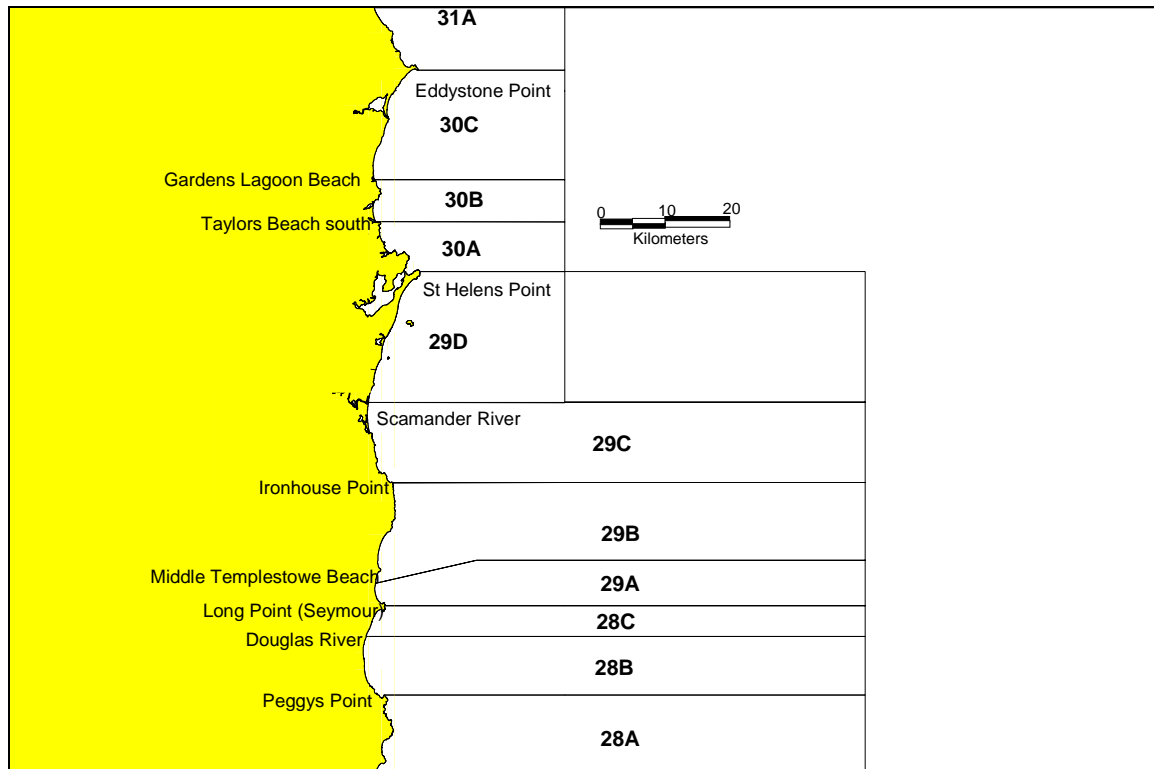 31A
Eddystone Point
30C
Gardens Lagoon Beach
30B
Taylors Beach south
30A
0 10 20
Kilometers
St Helens Point
29D
Scamander River
29C
Ironhouse Point
29B
Middle Templestowe Beach
29A
Long Point (Seymour)
28C
Douglas River
28B
Peggys Point
28A